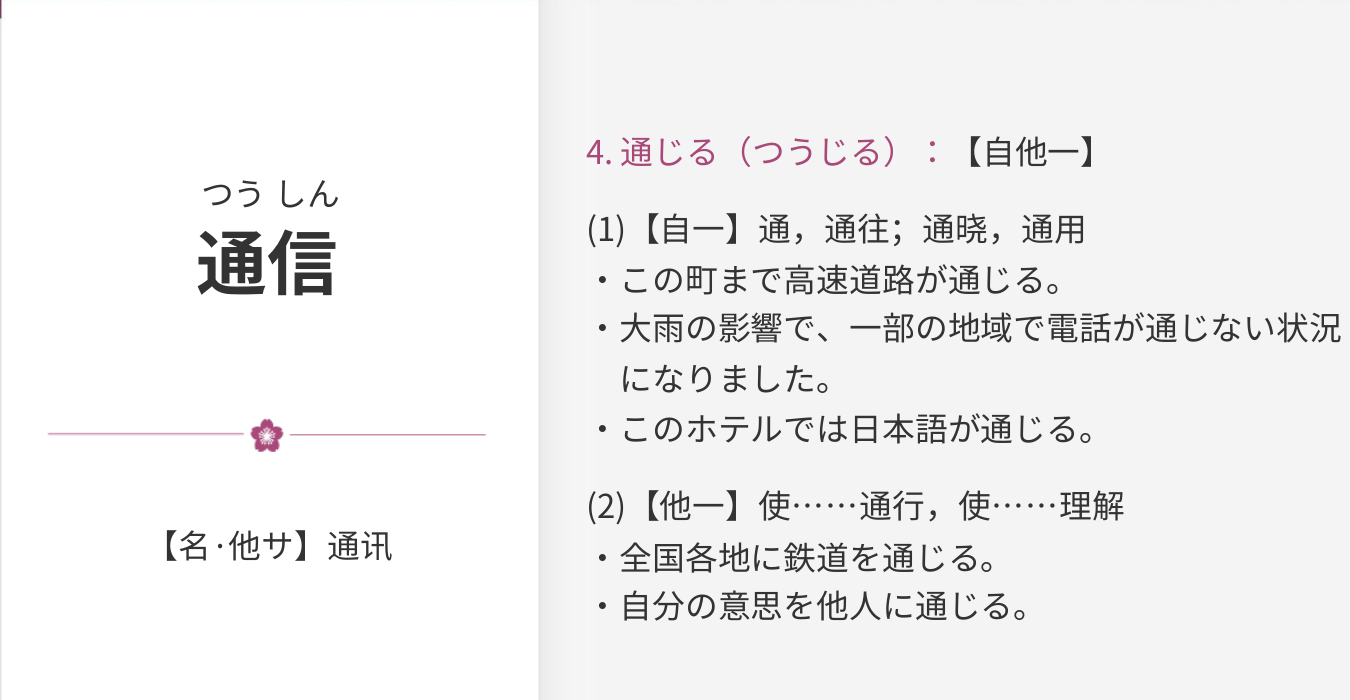 つう しん
通信
【名·他サ】通讯
4. 通じる（つうじる）：【自他一】
(1)【自一】通，通往；通晓，通用
・この町まで高速道路が通じる。
・大雨の影響で、一部の地域で電話が通じない状況
になりました。
・このホテルでは日本語が通じる。
(2)【他一】使……通行，使……理解
・全国各地に鉄道を通じる。
・自分の意思を他人に通じる。